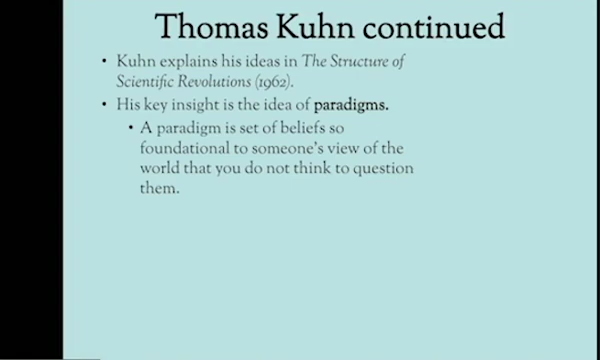 Thomas Kuhn continued
• Kuhn explains his ideas in The Structure of
Scientific Revolutions (1962).
• His key insight is the idea of paradigms.
• A paradigm is set of beliefs so
foundational to someone's view of the
world that you do not think to question
them.